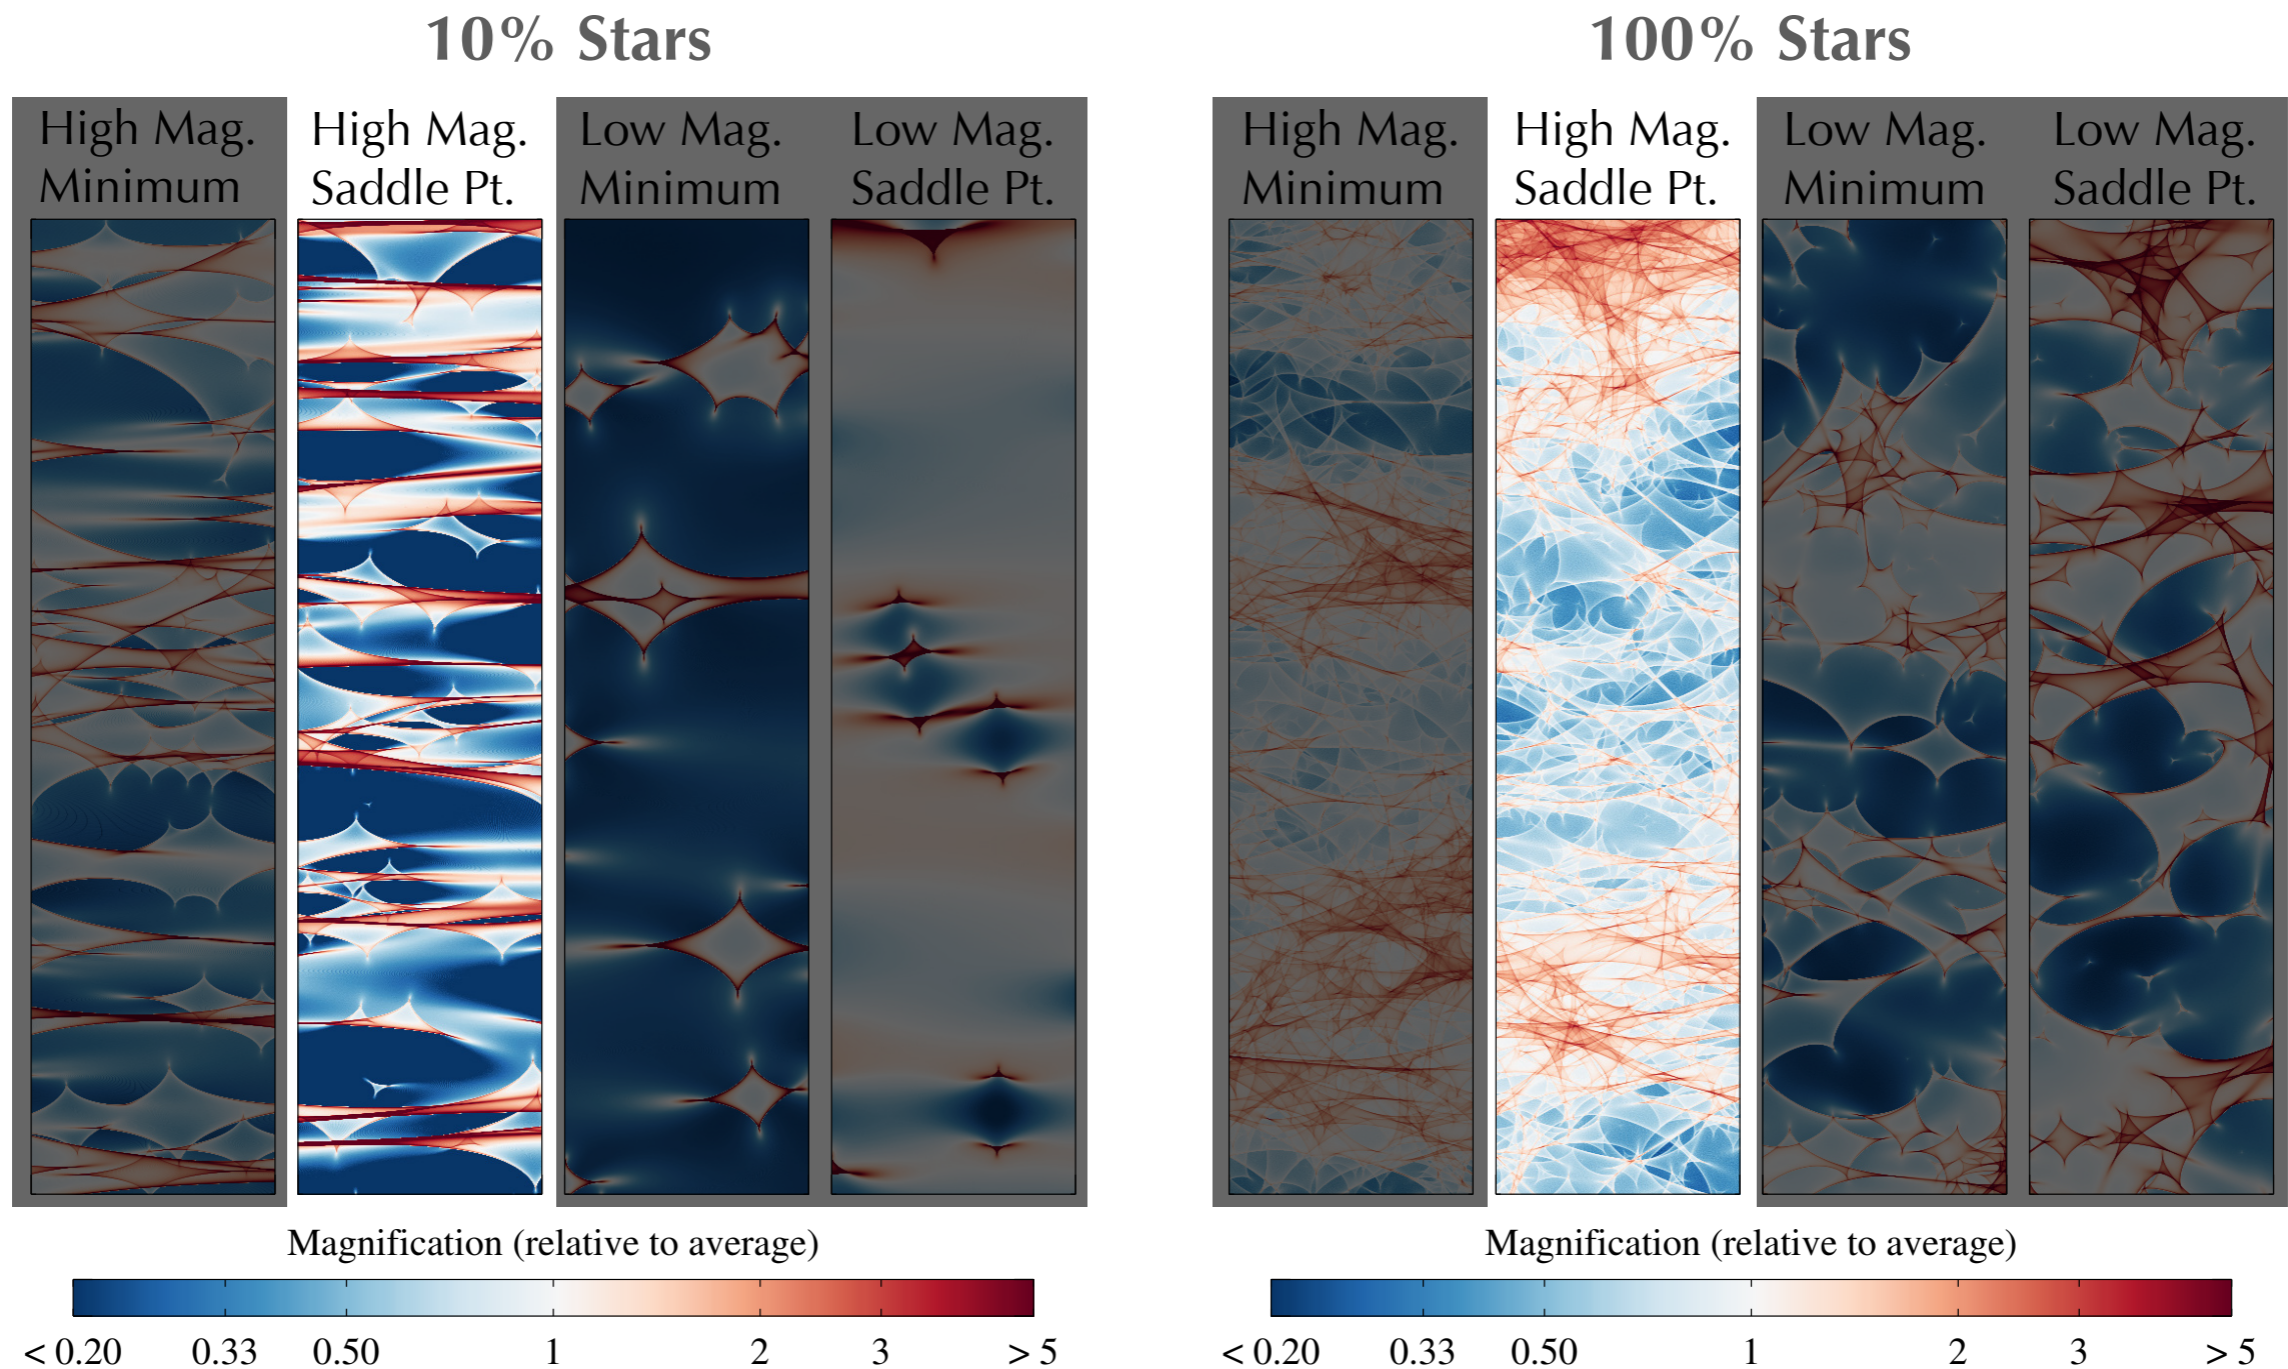 10% Stars
High Mag.
Minimum
High Mag.
Saddle Pt.
Low Mag.
Minimum
Low Mag.
Saddle Pt.
Magnification (relative to average)
< 0.20 0.33 0.50 1 2 3 > 5
100% Stars
High Mag.
Minimum
High Mag.
Saddle Pt.
Low Mag.
Minimum
Low Mag.
Saddle Pt.
Magnification (relative to average)
< 0.20 0.33 0.50 1 2 3 > 5